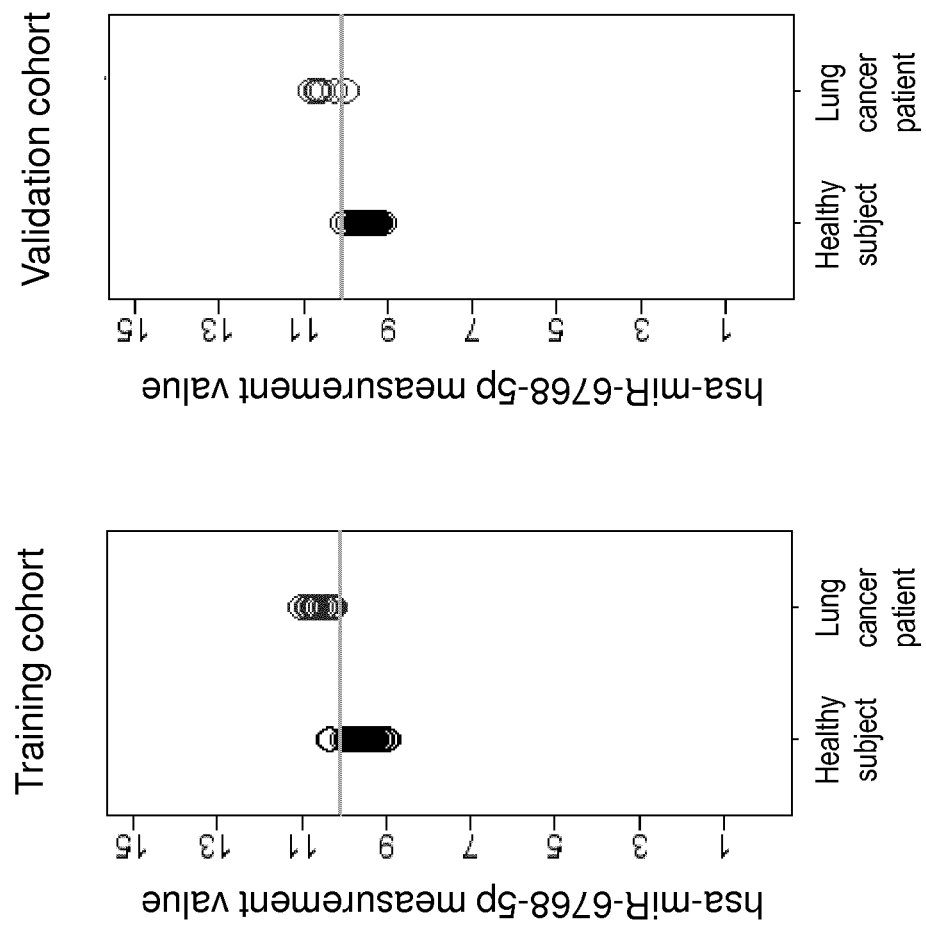 Training cohort
hsa-miR-6768-5p measurement value
15
13
11
9
7
5
3
1
Healthy
subject
Lung
cancer
patient
Validation cohort
hsa-miR-6768-5p measurement value
15
13
11
9
7
5
3
1
Healthy
subject
Lung
cancer
patient